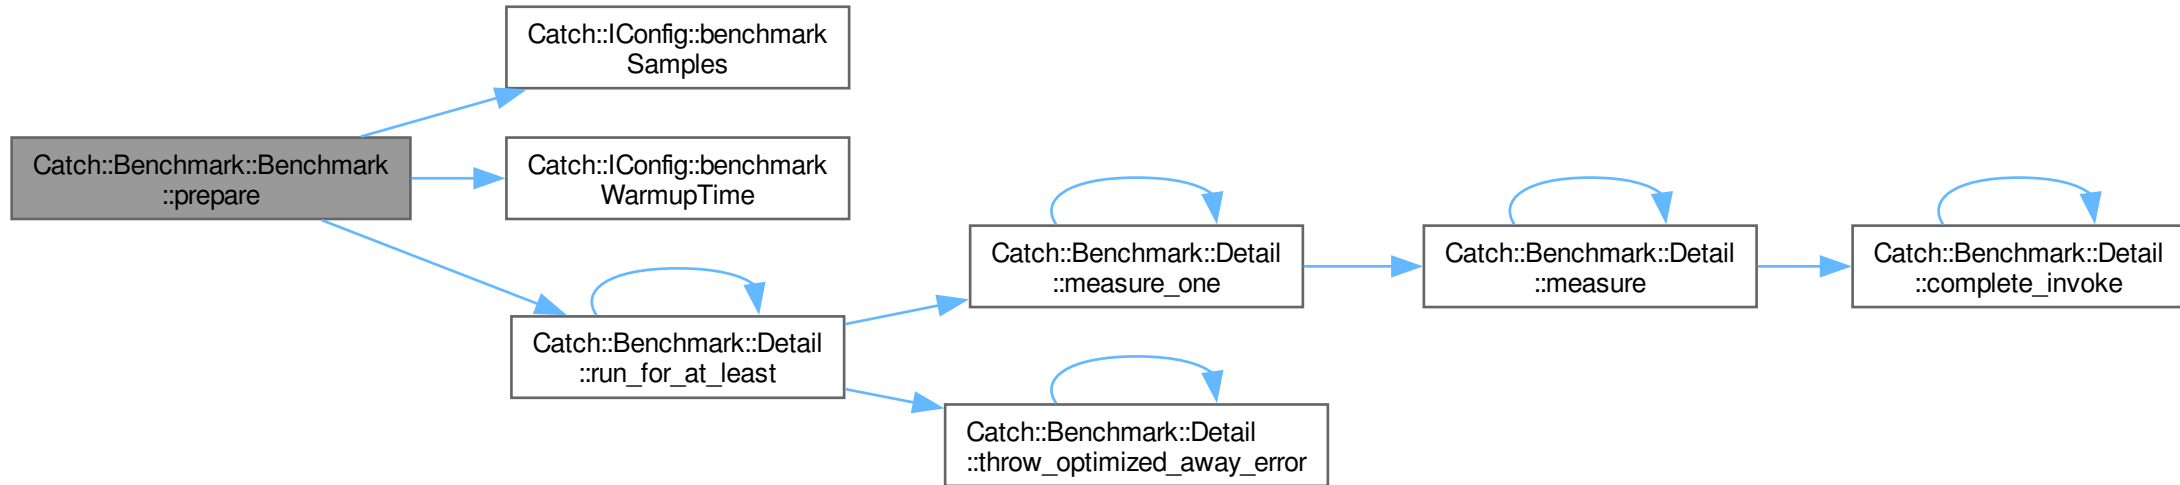 Catch::IConfig::benchmark
Samples
Catch::Benchmark::Benchmark
::prepare
Catch::IConfig::benchmark
WarmupTime
Catch::Benchmark::Detail
::run_for_at_least
Catch::Benchmark::Detail
::measure_one
Catch::Benchmark::Detail
::measure
Catch::Benchmark::Detail
::complete_invoke
Catch::Benchmark::Detail
::throw_optimized_away_error